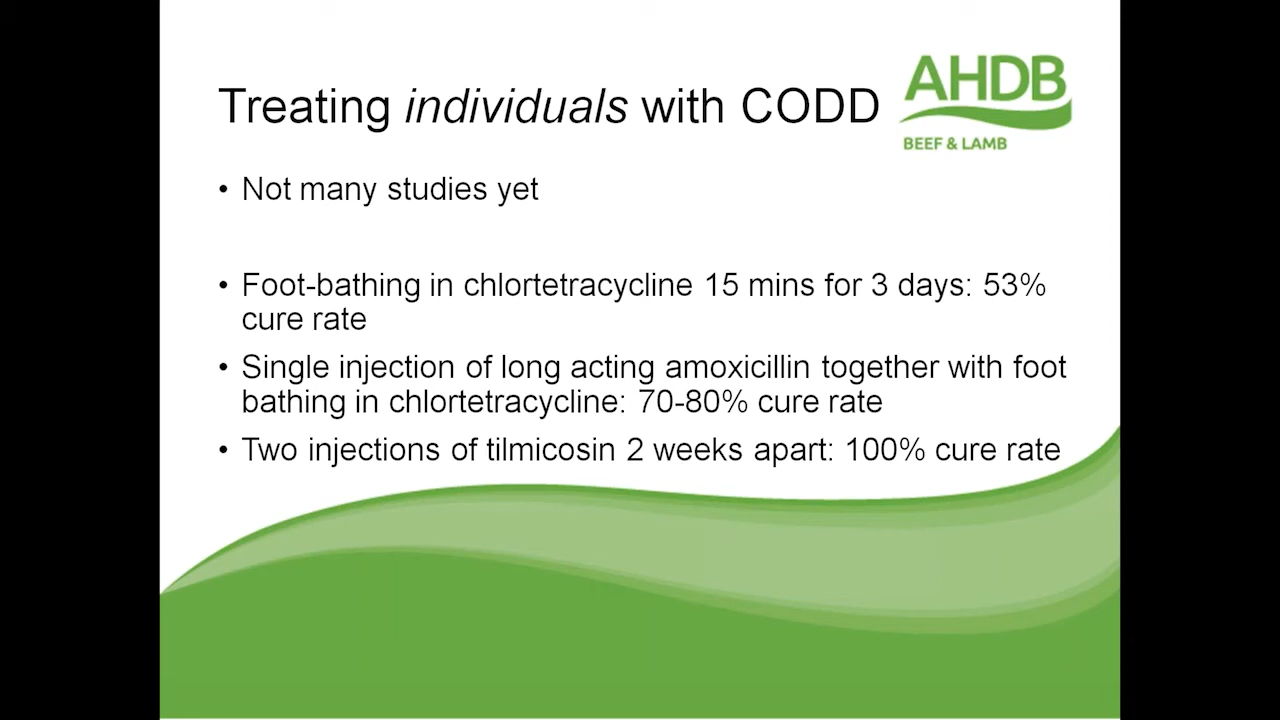 Treating individuals with CODD
AHDB
BEEF & LAMB
• Not many studies yet
• Foot-bathing in chlortetracycline 15 mins for 3 days: 53%
cure rate
• Single injection of long acting amoxicillin together with foot
bathing in chlortetracycline: 70-80% cure rate
• Two injections of tilmicosin 2 weeks apart: 100% cure rate